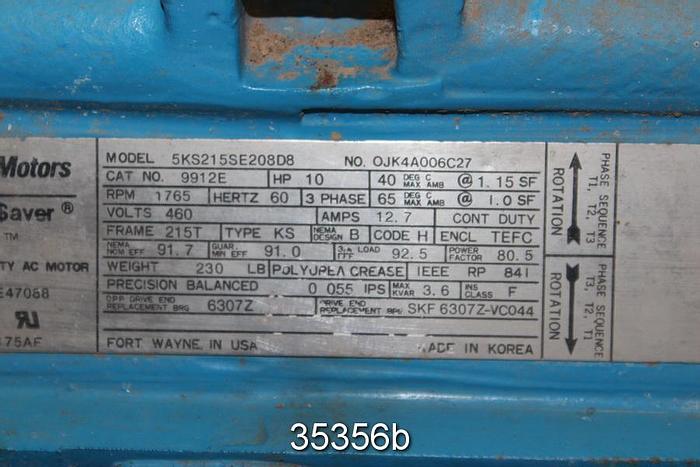 Motors
Saver ®
TM
TY AC MOTOR
E47088
175AE
MODEL 5KS215SE208D8 NO. OJK4A006C27
CAT NO. 9912E HP 10 40 DEG C MAX AMB @ 1.15 SF
RPM 1765 HERTZ 60 3 PHASE 65 DEG C MAX AMB @ 1.0 SF
VOLTS 460 AMPS 12.7 CONT DUTY
FRAME 215T TYPE KS NEMA DESIGN B CODE H ENCL TEFC
NEMA NOM EFF 91.7 GUAR. MIN EFF 91.0 LOAD 92.5 POWER FACTOR 80.5
WEIGHT 230 LB POLYUREA GREASE IEEE RP 841
PRECISION BALANCED 0 055 IPS MAX KVAR 3.6 INS CLASS F
OPP DRIVE END REPLACEMENT BRG 6307Z DRIVE END REPLACEMENT BRG SKF 6307Z-VC044
FORT WAYNE, IN USA MADE IN KOREA
PHASE SEQUENCE
T1, T2, T3
ROTATION
PHASE SEQUENCE
T3, T2, T1
ROTATION
35356b